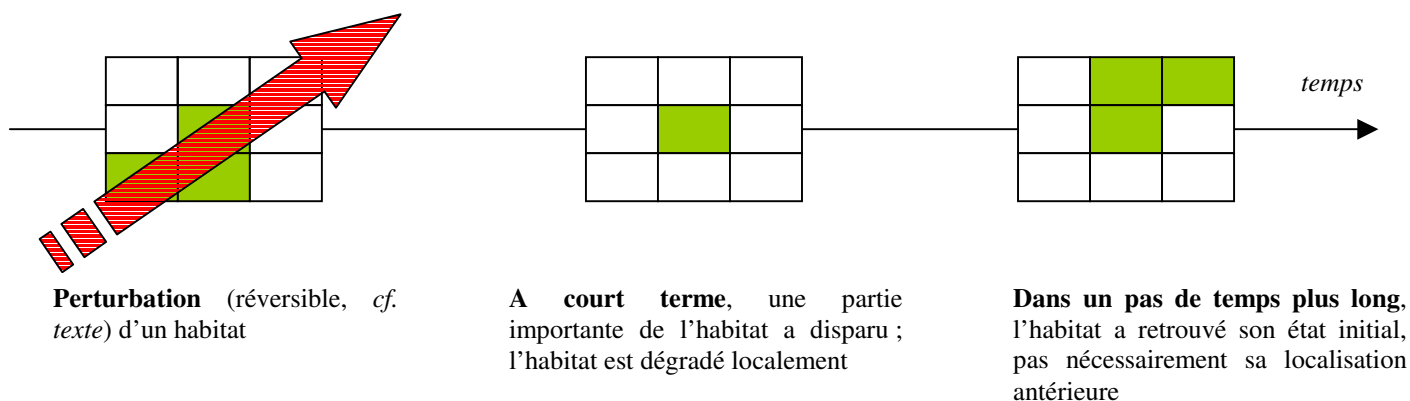 temps
Perturbation (réversible, cf.
texte) d’un habitat
A court terme, une partie
importante de l’habitat a disparu ;
l’habitat est dégradé localement
Dans un pas de temps plus long,
l’habitat a retrouvé son état initial,
pas nécessairement sa localisation
antérieure